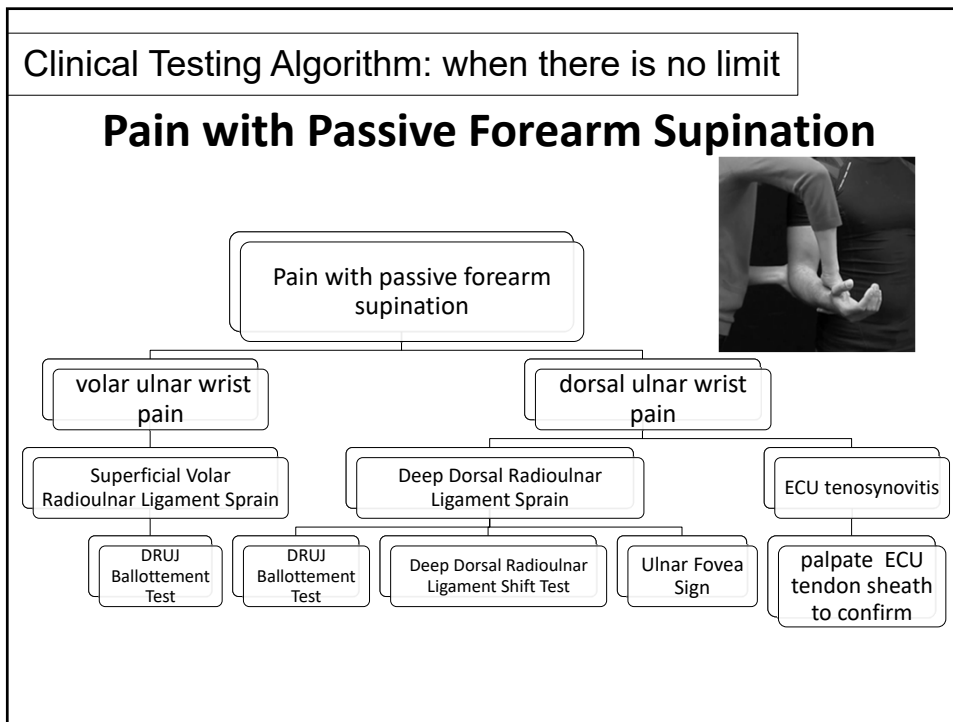 Clinical Testing Algorithm: when there is no limit
Pain with Passive Forearm Supination
Pain with passive forearm
supination
volar ulnar wrist
pain
dorsal ulnar wrist
pain
Superficial Volar
Radioulnar Ligament Sprain
Deep Dorsal Radioulnar
Ligament Sprain
ECU tenosynovitis
DRUJ
Ballottement
Test
DRUJ
Ballottement
Test
Deep Dorsal Radioulnar
Ligament Shift Test
Ulnar Fovea
Sign
palpate ECU
tendon sheath
to confirm